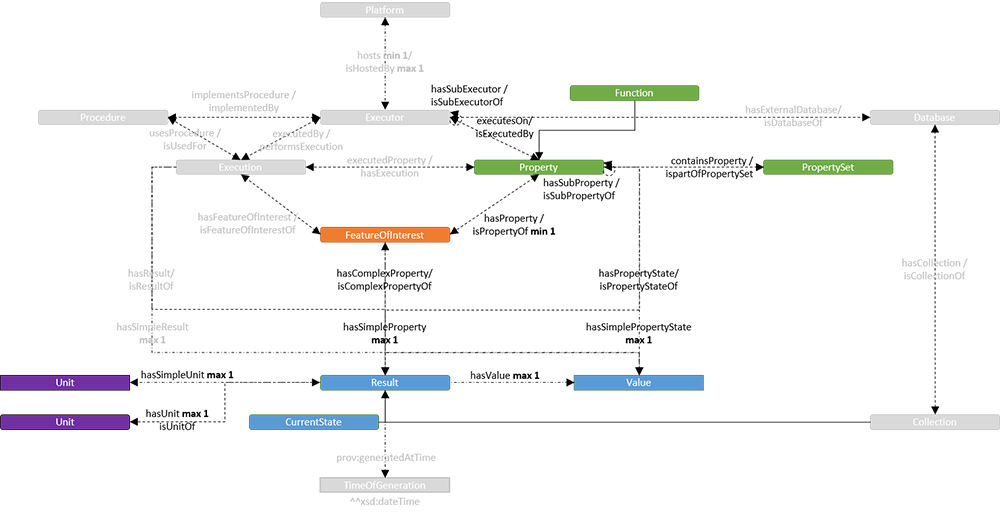 Platform
hosts min 1/
isHostedBy max 1
hasSubExecutor /
isSubExecutorOf
Function
implementsProcedure /
implementedBy
hasExternalDatabase/
isDatabaseOf
Procedure
Executor
Database
executesOn/
isExecutedBy
usesProcedure /
isUsedFor
executedBy /
performsExecution
Execution
executedProperty /
hasExecution
Property
containsProperty /
ispartOfPropertySet
PropertySet
hasSubProperty /
isSubPropertyOf
hasFeatureOfInterest /
isFeatureOfInterestOf
hasProperty /
isPropertyOf min 1
FeatureOfInterest
hasCollection /
isCollectionOf
hasResult/
isResultOf
hasComplexProperty/
isComplexPropertyOf
hasPropertyState/
isPropertyStateOf
hasSimpleResult
max 1
hasSimpleProperty
max 1
hasSimplePropertyState
max 1
Unit
hasSimpleUnit max 1
Result
hasValue max 1
Value
Unit
hasUnit max 1
isUnitOf
CurrentState
Collection
prov:generatedAtTime
TimeOfGeneration
^^xsd:dateTime